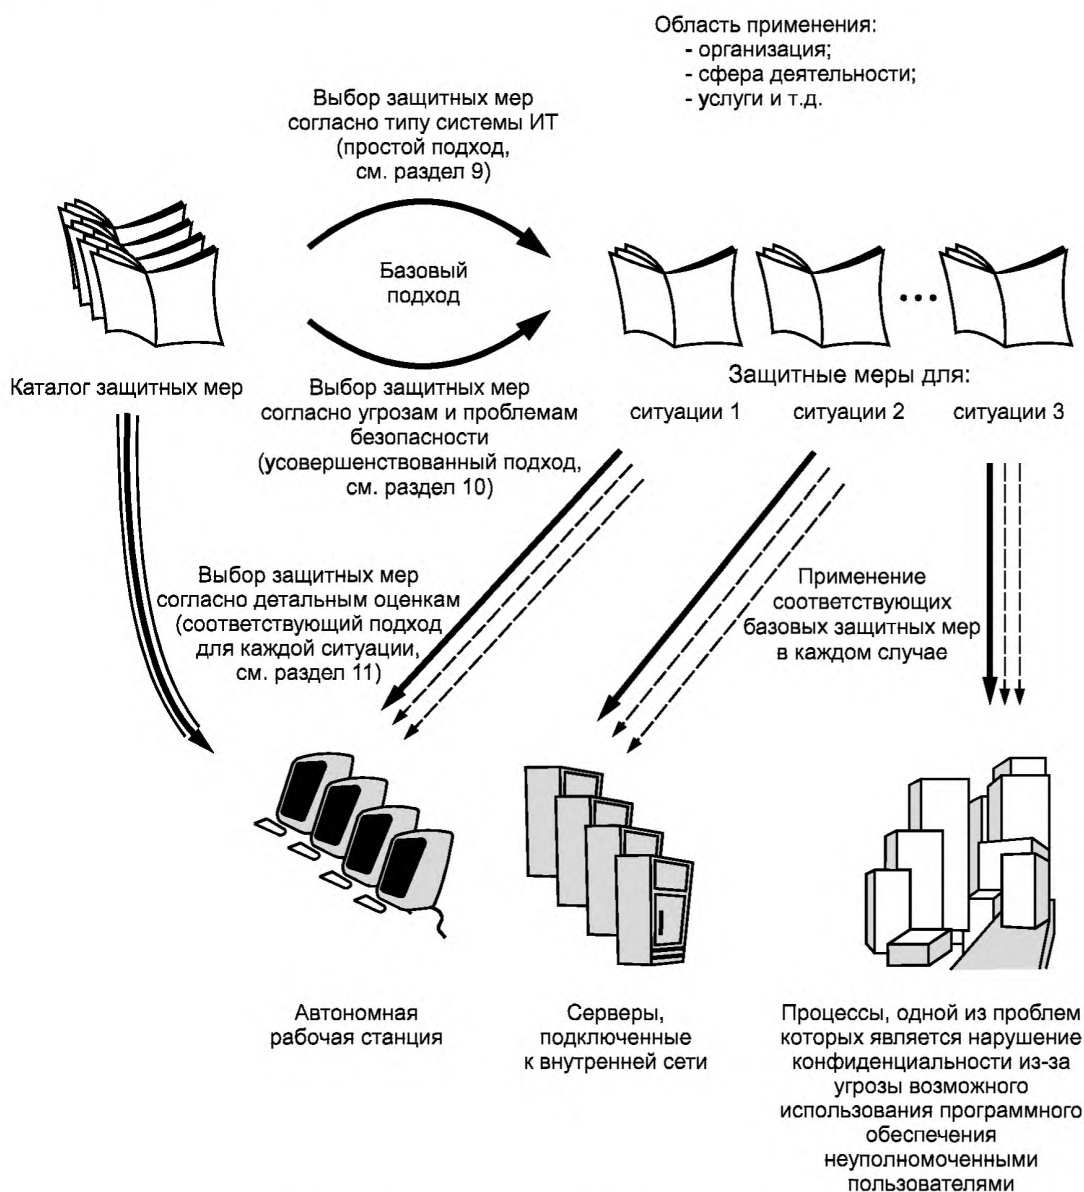 Область применения:
- организация;
- сфера деятельности;
- услуги и т.д.
Выбор защитных мер
согласно типу системы ИТ
(простой подход,
см. раздел 9)
Базовый
подход
Каталог защитных мер
Выбор защитных мер
согласно угрозам и проблемам
безопасности
(усовершенствованный подход,
см. раздел 10)
Защитные меры для:
ситуации 1
ситуации 2
ситуации 3
Выбор защитных мер
согласно детальным оценкам
(соответствующий подход
для каждой ситуации,
см. раздел 11)
Применение
соответствующих
базовых защитных мер
в каждом случае
Автономная
рабочая станция
Серверы,
подключенные
к внутренней сети
Процессы, одной из проблем
которых является нарушение
конфиденциальности из-за
угрозы возможного
использования программного
обеспечения
неуполномоченными
пользователями